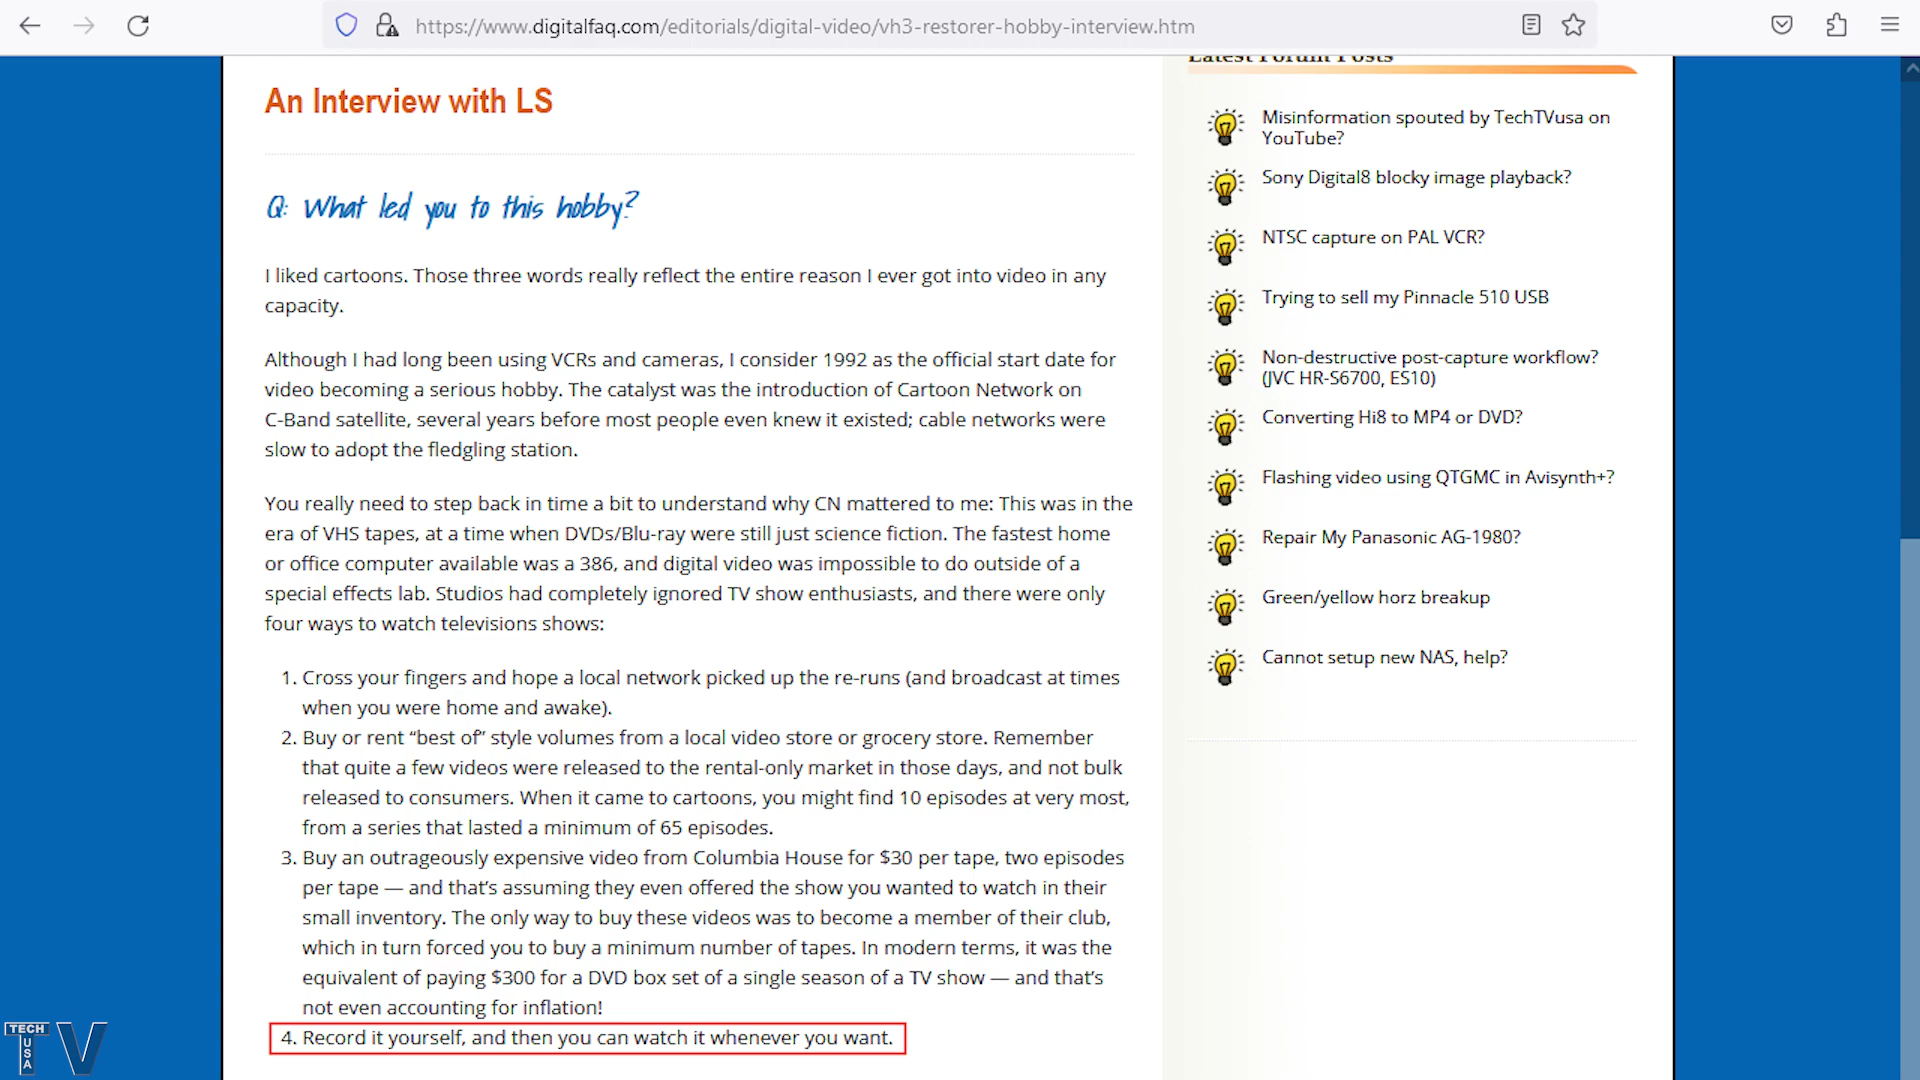 https://www.digitalfaq.com/editorials/digital-video/vh3-restorer-hobby-interview.htm
An Interview with LS
Q: What led you to this hobby?
I liked cartoons. Those three words really reflect the entire reason I ever got into video in any
capacity.
Although I had long been using VCRs and cameras, I consider 1992 as the official start date for
video becoming a serious hobby. The catalyst was the introduction of Cartoon Network on
C-Band satellite, several years before most people even knew it existed; cable networks were
slow to adopt the fledgling station.
You really need to step back in time a bit to understand why CN mattered to me: This was in the
era of VHS tapes, at a time when DVDs/Blu-ray were still just science fiction. The fastest home
or office computer available was a 386, and digital video was impossible to do outside of a
special effects lab. Studios had completely ignored TV show enthusiasts, and there were only
four ways to watch televisions shows:
1. Cross your fingers and hope a local network picked up the re-runs (and broadcast at times
when you were home and awake).
2. Buy or rent “best of” style volumes from a local video store or grocery store. Remember
that quite a few videos were released to the rental-only market in those days, and not bulk
released to consumers. When it came to cartoons, you might find 10 episodes at very most,
from a series that lasted a minimum of 65 episodes.
3. Buy an outrageously expensive video from Columbia House for $30 per tape, two episodes
per tape — and that’s assuming they even offered the show you wanted to watch in their
small inventory. The only way to buy these videos was to become a member of their club,
which in turn forced you to buy a minimum number of tapes. In modern terms, it was the
equivalent of paying $300 for a DVD box set of a single season of a TV show — and that’s
not even accounting for inflation!
4. Record it yourself, and then you can watch it whenever you want.
Latest Forum Posts
Misinformation spouted by TechTVusa on
YouTube?
Sony Digital8 blocky image playback?
NTSC capture on PAL VCR?
Trying to sell my Pinnacle 510 USB
Non-destructive post-capture workflow?
(JVC HR-S6700, ES10)
Converting Hi8 to MP4 or DVD?
Flashing video using QTGMC in Avisynth+?
Repair My Panasonic AG-1980?
Green/yellow horz breakup
Cannot setup new NAS, help?
TECH
TV
USA